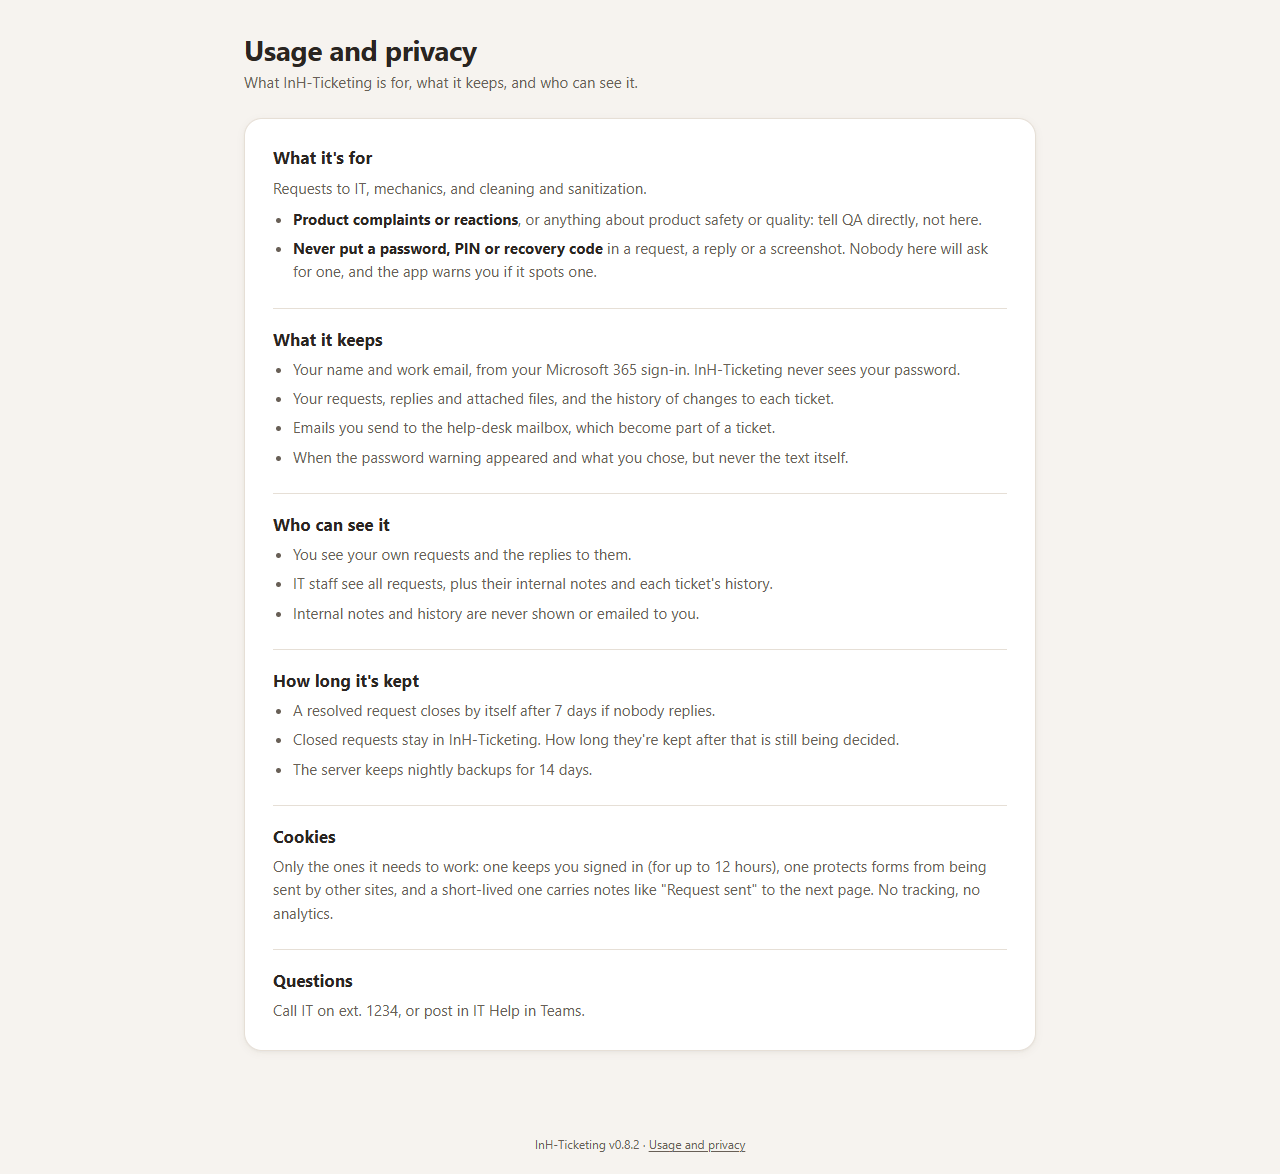 Usage and privacy
What InH-Ticketing is for, what it keeps, and who can see it.
What it's for
Requests to IT, mechanics, and cleaning and sanitization.
• Product complaints or reactions, or anything about product safety or quality: tell QA directly, not here.
• Never put a password, PIN or recovery code in a request, a reply or a screenshot. Nobody here will ask
for one, and the app warns you if it spots one.
What it keeps
• Your name and work email, from your Microsoft 365 sign-in. InH-Ticketing never sees your password.
• Your requests, replies and attached files, and the history of changes to each ticket.
• Emails you send to the help-desk mailbox, which become part of a ticket.
• When the password warning appeared and what you chose, but never the text itself.
Who can see it
• You see your own requests and the replies to them.
• IT staff see all requests, plus their internal notes and each ticket's history.
• Internal notes and history are never shown or emailed to you.
How long it's kept
• A resolved request closes by itself after 7 days if nobody replies.
• Closed requests stay in InH-Ticketing. How long they're kept after that is still being decided.
• The server keeps nightly backups for 14 days.
Cookies
Only the ones it needs to work: one keeps you signed in (for up to 12 hours), one protects forms from being
sent by other sites, and a short-lived one carries notes like "Request sent" to the next page. No tracking, no
analytics.
Questions
Call IT on ext. 1234, or post in IT Help in Teams.
InH-Ticketing v0.8.2 · Usage and privacy